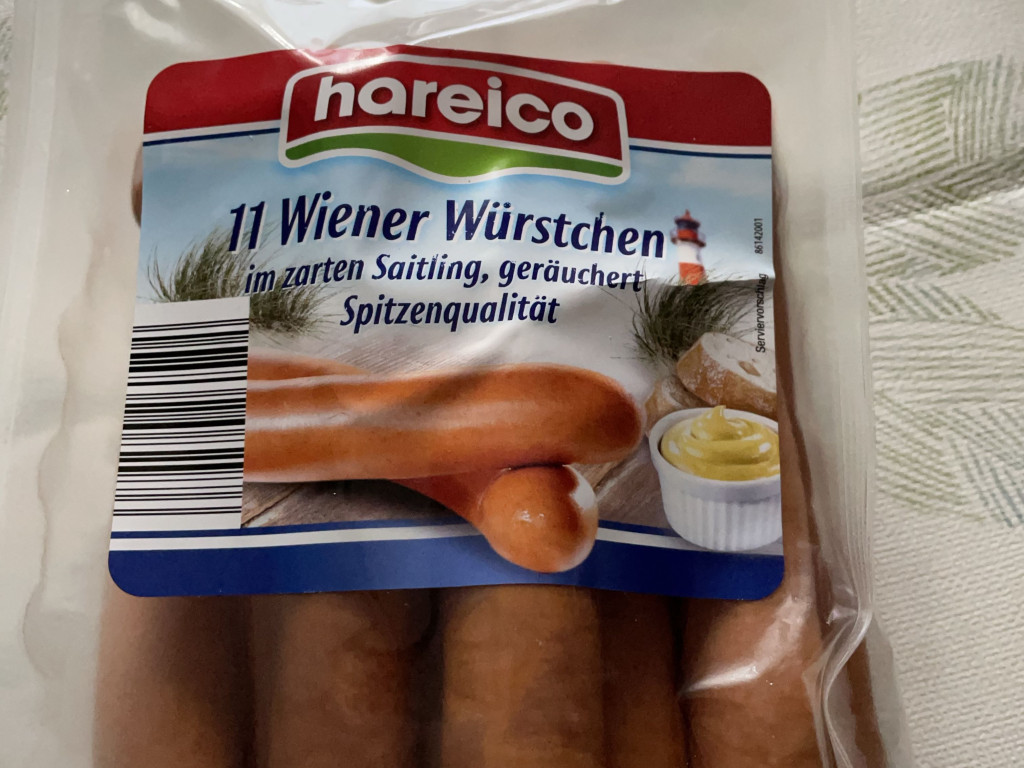 hareico
11 Wiener Würstchen
im zarten Saitling, geräuchert
Spitzenqualität
Serviervorschlag
86142001